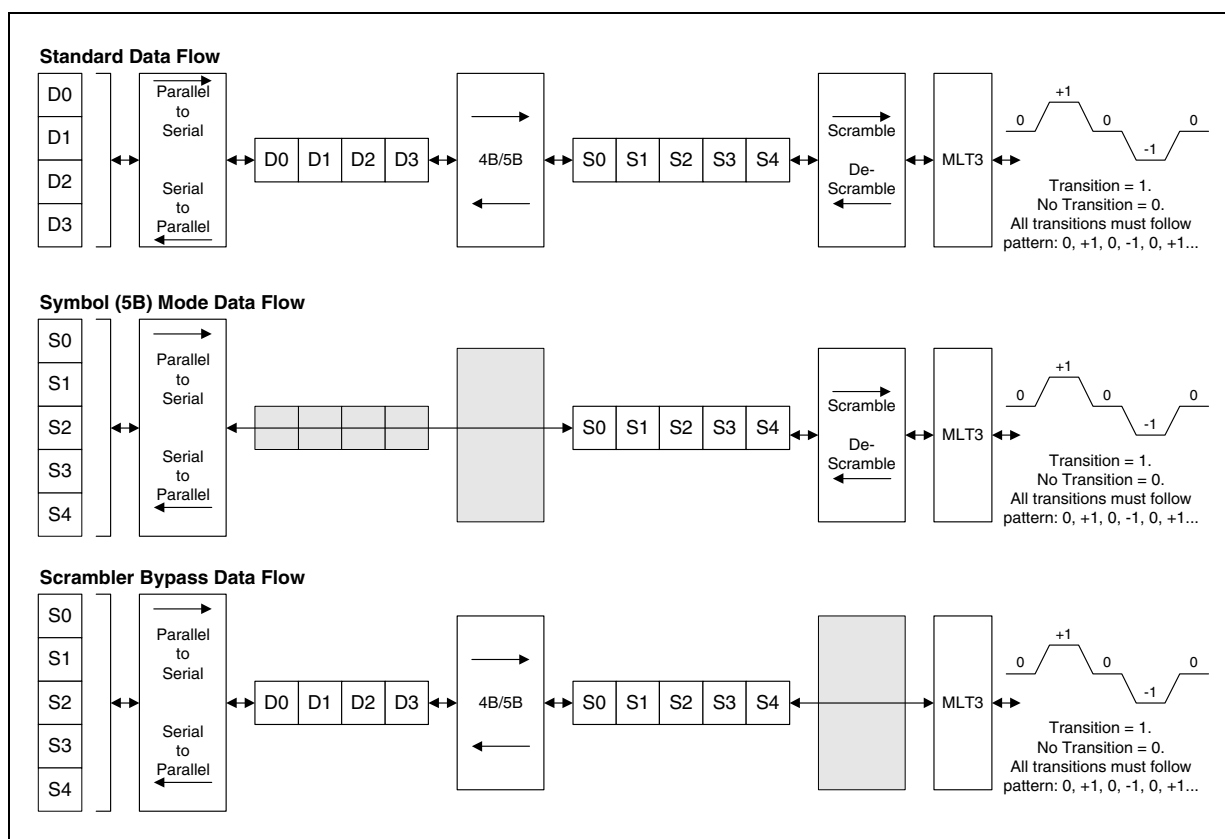 Standard Data Flow
D0
D1
D2
D3
Parallel
to
Serial
Serial
to
Parallel
D0 D1 D2 D3
4B/5B
S0 S1 S2 S3 S4
Scramble
De-
Scramble
MLT3
0 +1 0 -1 0
Transition = 1.
No Transition = 0.
All transitions must follow
pattern: 0, +1, 0, -1, 0, +1...
Symbol (5B) Mode Data Flow
S0
S1
S2
S3
S4
Parallel
to
Serial
Serial
to
Parallel
S0 S1 S2 S3 S4
Scramble
De-
Scramble
MLT3
0 +1 0 -1 0
Transition = 1.
No Transition = 0.
All transitions must follow
pattern: 0, +1, 0, -1, 0, +1...
Scrambler Bypass Data Flow
S0
S1
S2
S3
S4
Parallel
to
Serial
Serial
to
Parallel
D0 D1 D2 D3
4B/5B
S0 S1 S2 S3 S4
MLT3
0 +1 0 -1 0
Transition = 1.
No Transition = 0.
All transitions must follow
pattern: 0, +1, 0, -1, 0, +1...